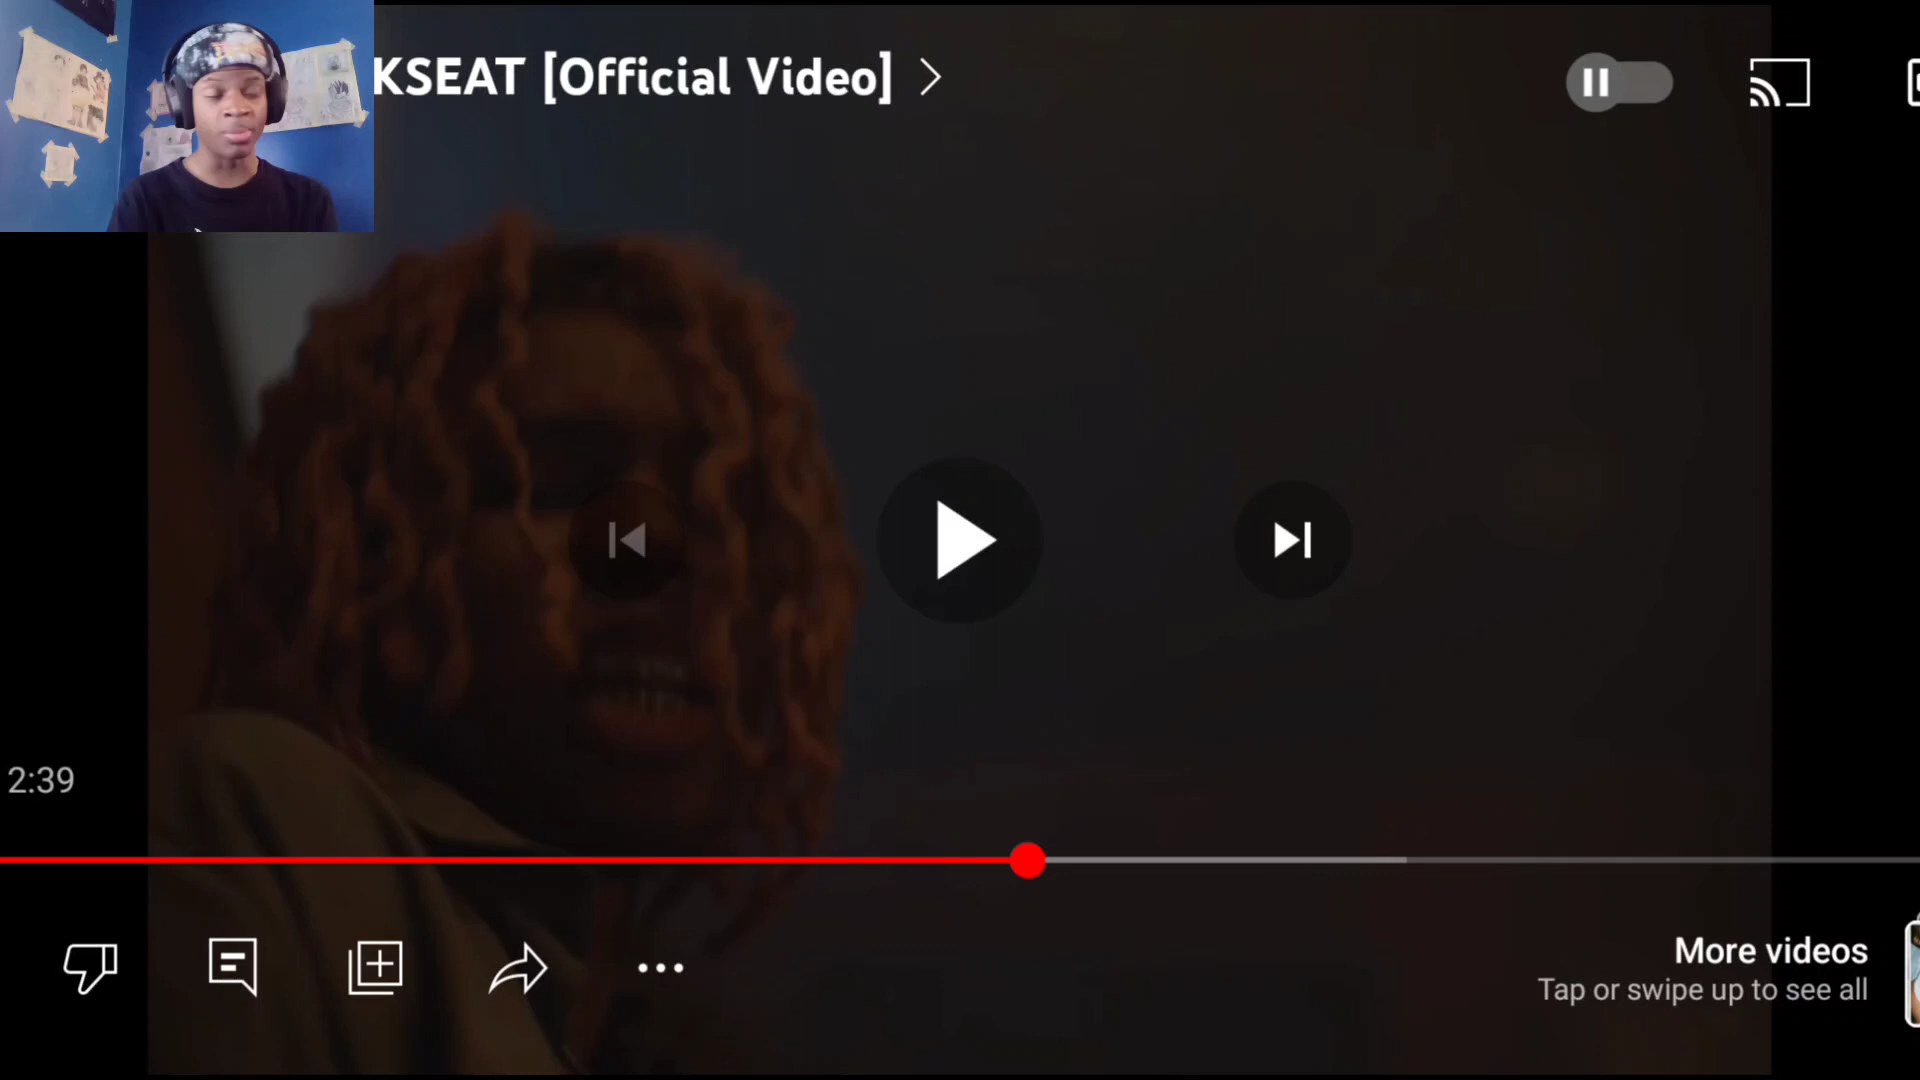 KSEAT [Official Video]
2:39
More videos
Tap or swipe up to see all